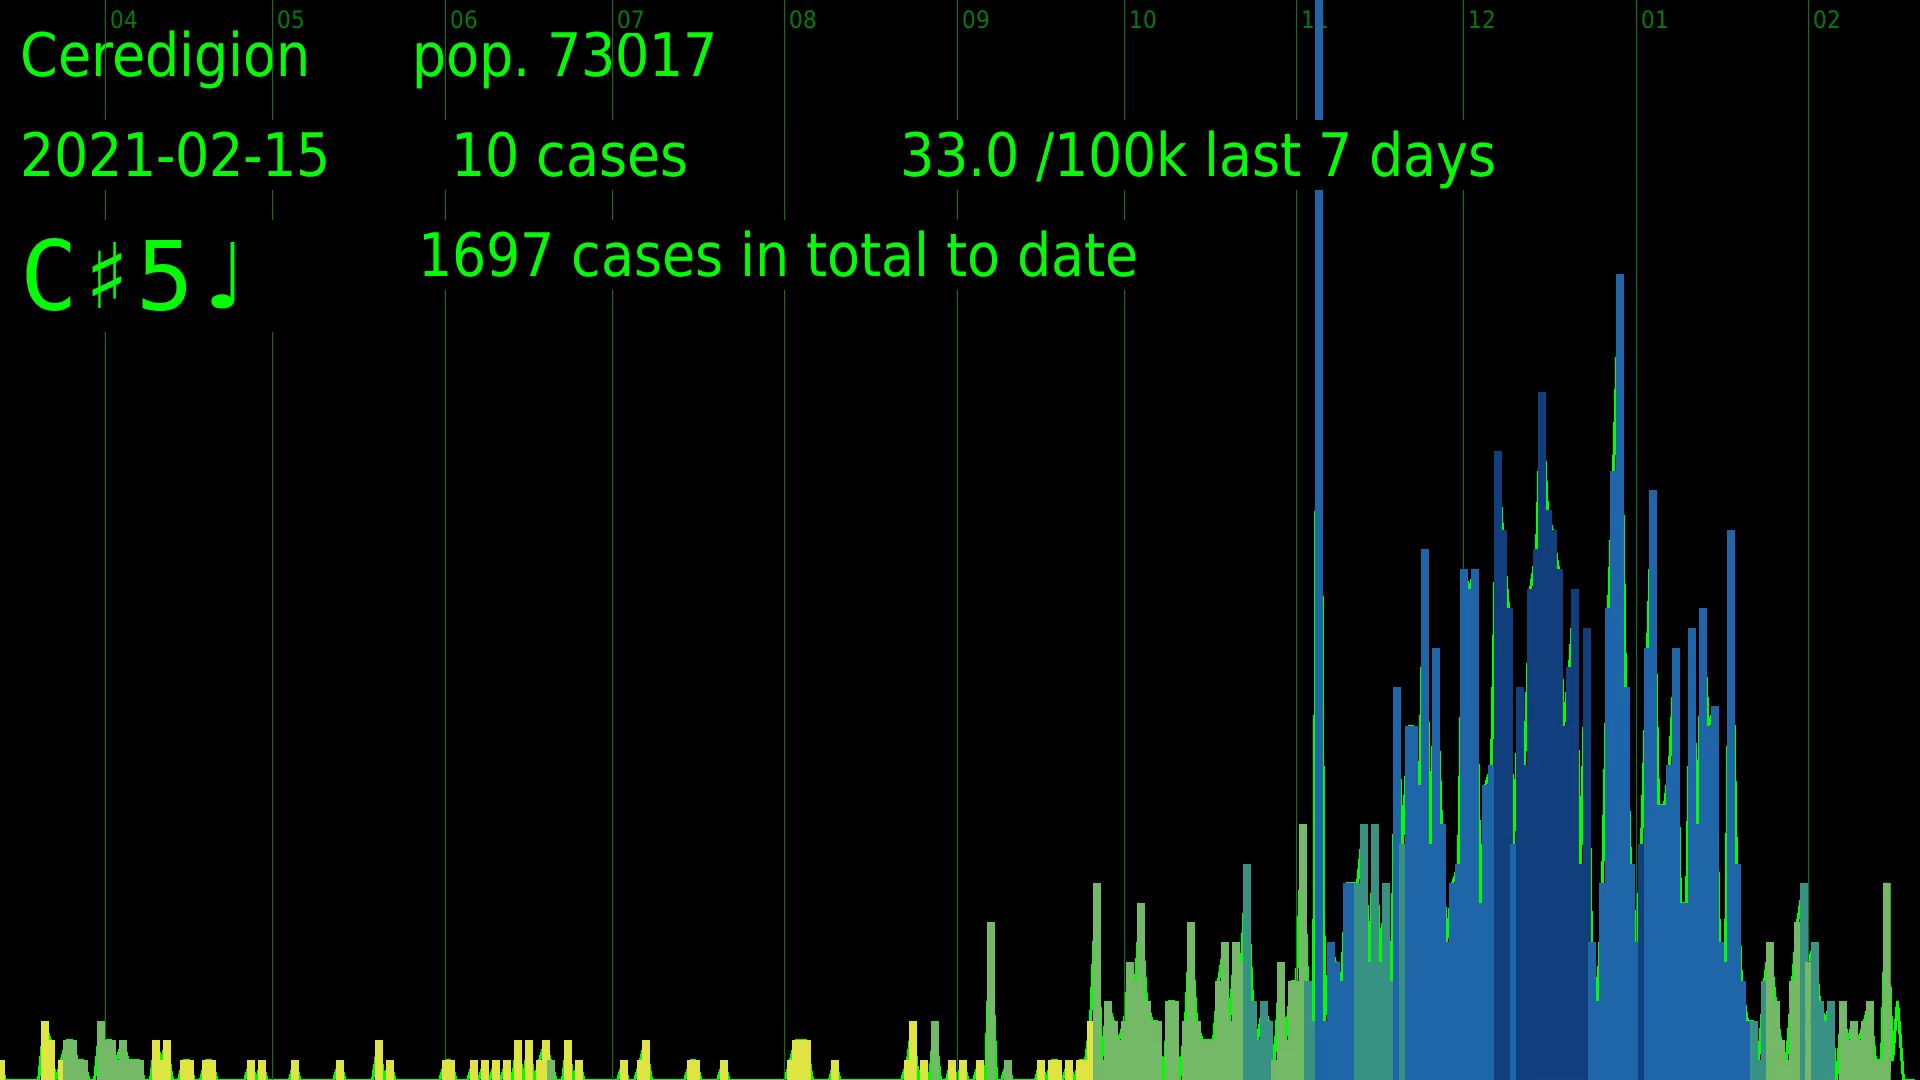 04 05 06 07 08 09 10 11 12 01 02
Ceredigion pop. 73017
2021-02-15 10 cases 33.0 /100k last 7 days
C♯5♩ 1697 cases in total to date